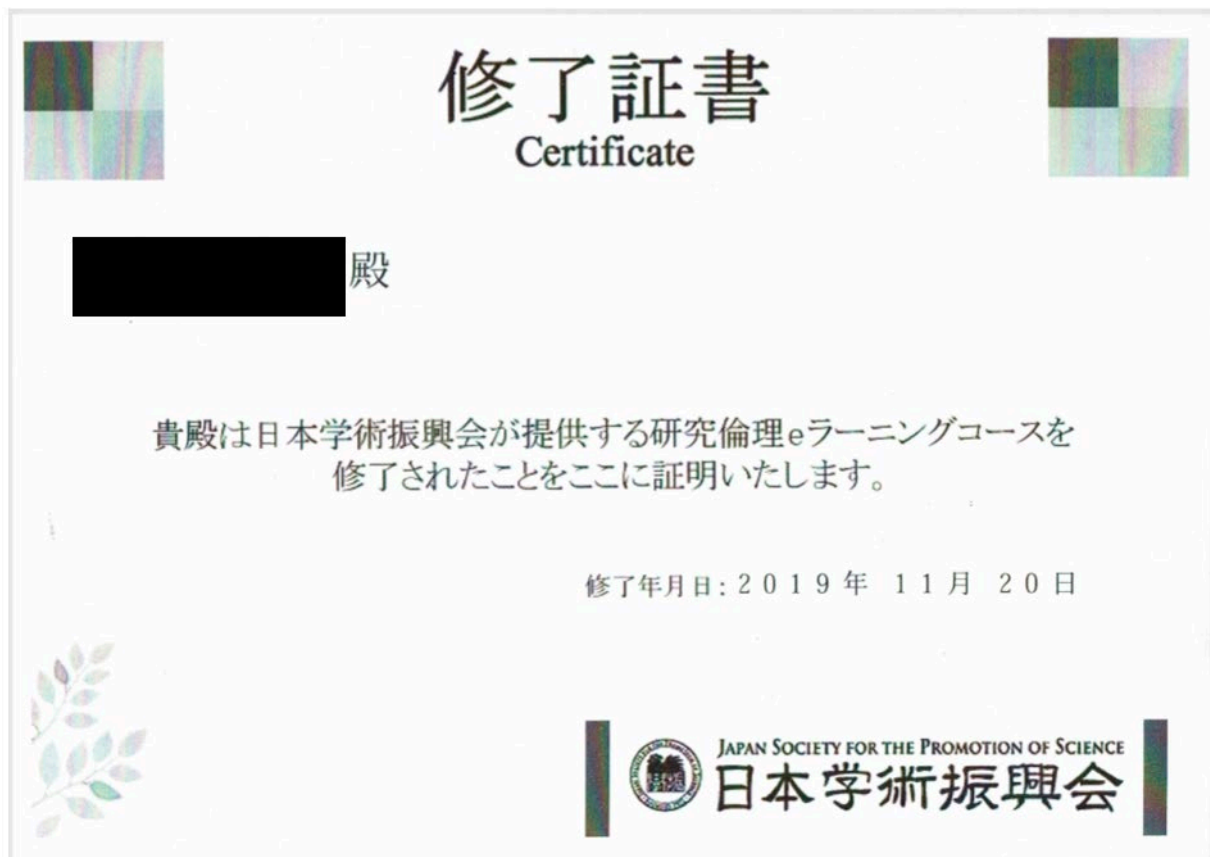 修了証書
Certificate
殿
貴殿は日本学術振興会が提供する研究倫理eラーニングコースを
修了されたことをここに証明いたします。
修了年月日:2019年 11月 20日
JAPAN SOCIETY FOR THE PROMOTION OF SCIENCE
日本学術振興会